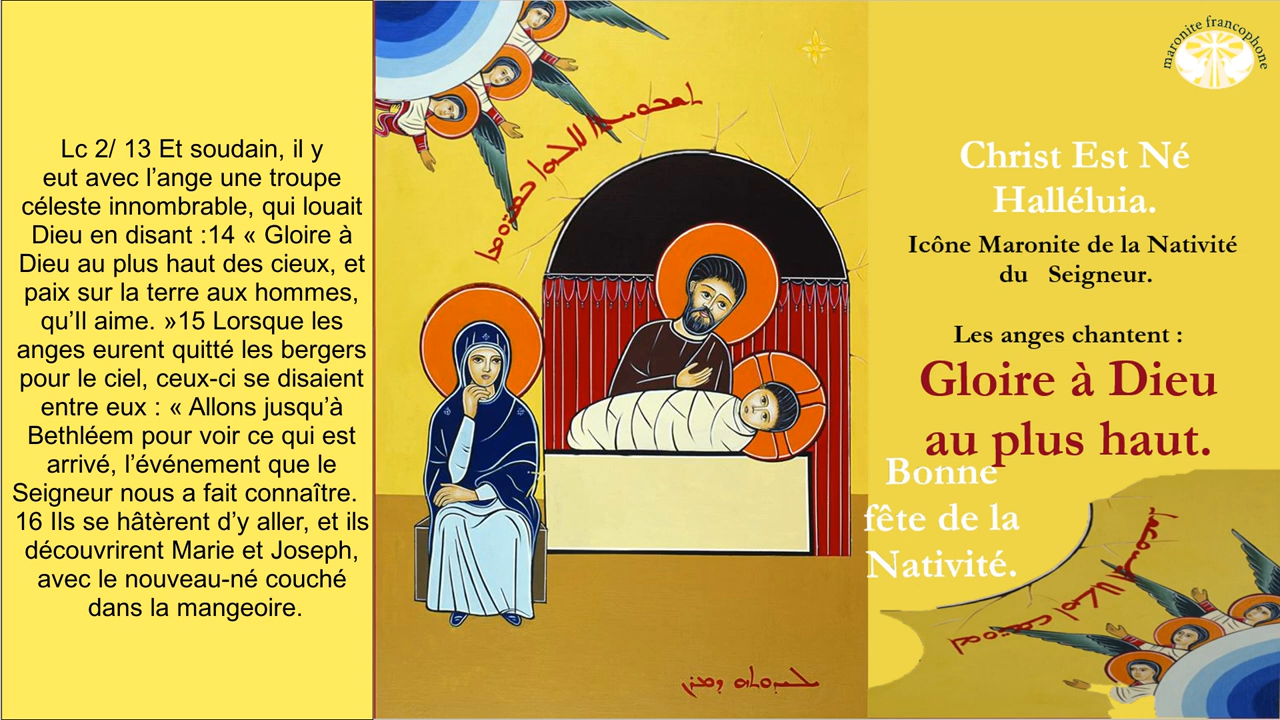 Lc 2/ 13 Et soudain, il y
eut avec l’ange une troupe
céleste innombrable, qui louait
Dieu en disant :14 « Gloire à
Dieu au plus haut des cieux, et
paix sur la terre aux hommes,
qu’Il aime. »15 Lorsque les
anges eurent quitté les bergers
pour le ciel, ceux-ci se disaient
entre eux : « Allons jusqu’à
Bethléem pour voir ce qui est
arrivé, l’événement que le
Seigneur nous a fait connaître.
16 Ils se hâtèrent d’y aller, et ils
découvrirent Marie et Joseph,
avec le nouveau-né couché
dans la mangeoire.
maronite francophone
Christ Est Né
Halléluia.
Icône Maronite de la Nativité
du Seigneur.
Les anges chantent :
Gloire à Dieu
au plus haut.
Bonne
fête de la
Nativité.